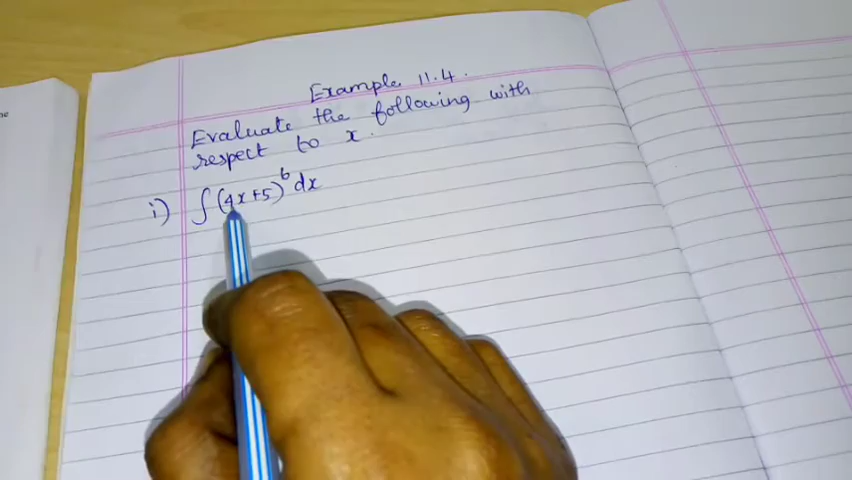 Example 11.4.
Evaluate the following with
respect to x.
i) ∫(4x+5)⁶ dx